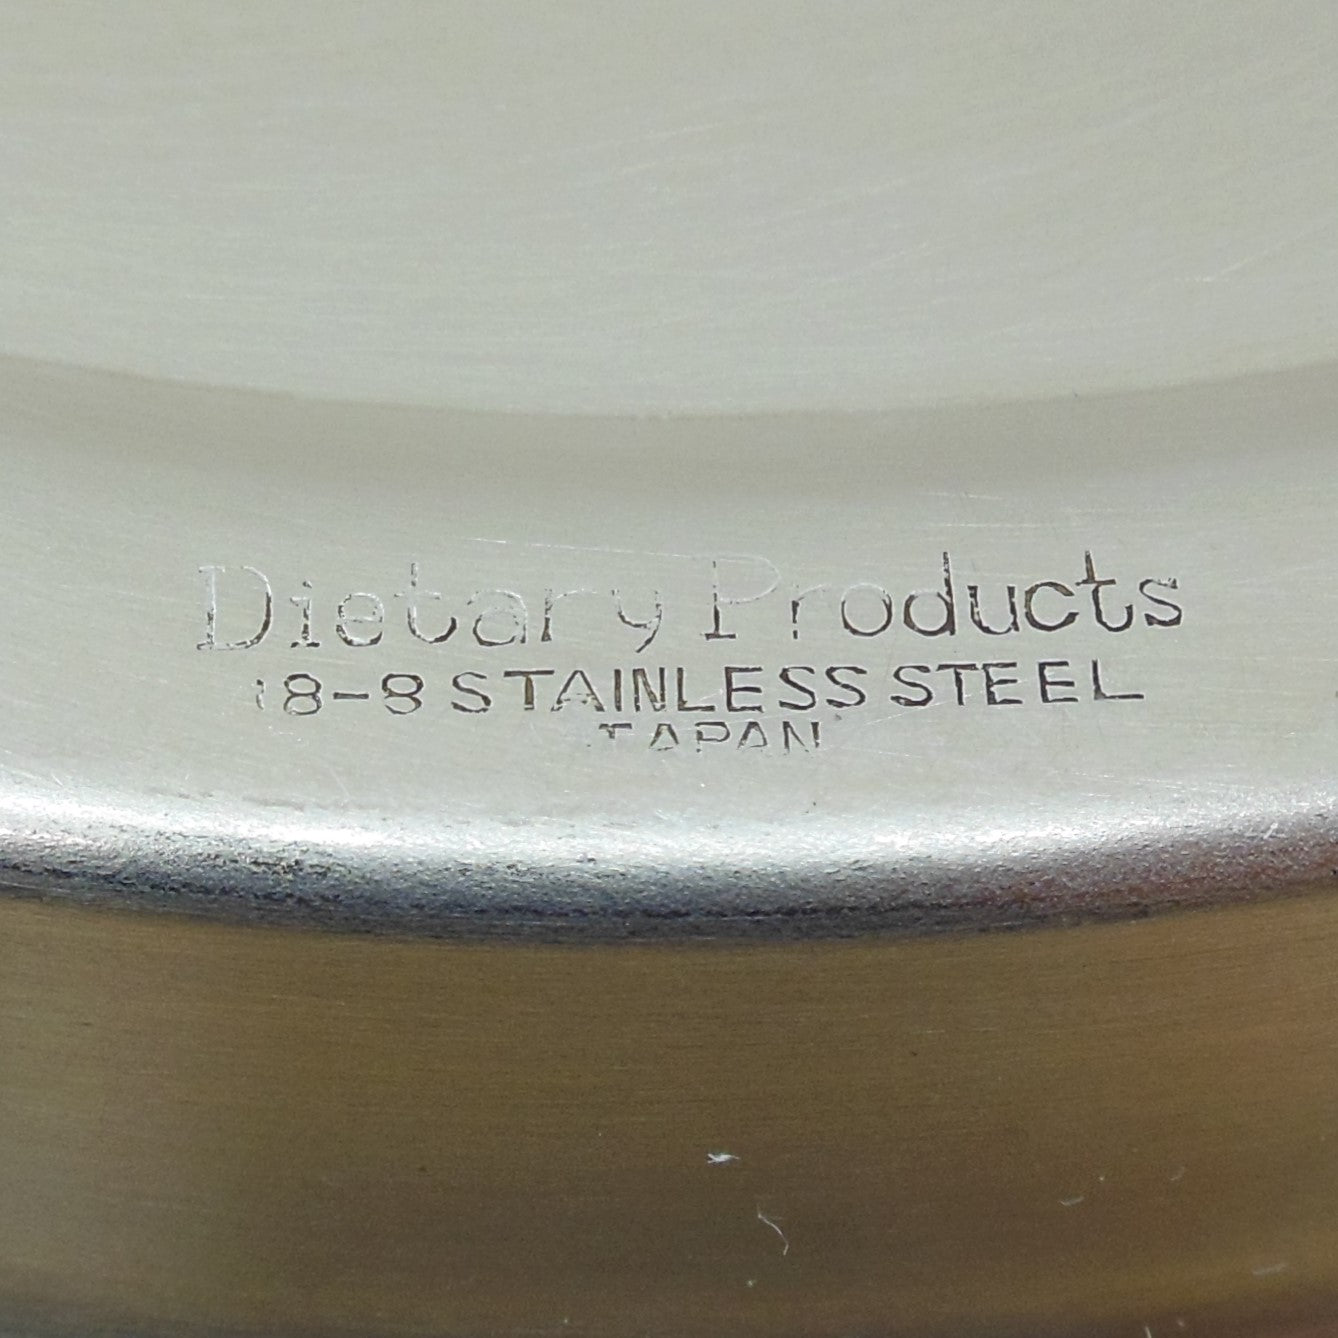 Dietary Products
18-8 STAINLESS STEEL
JAPAN